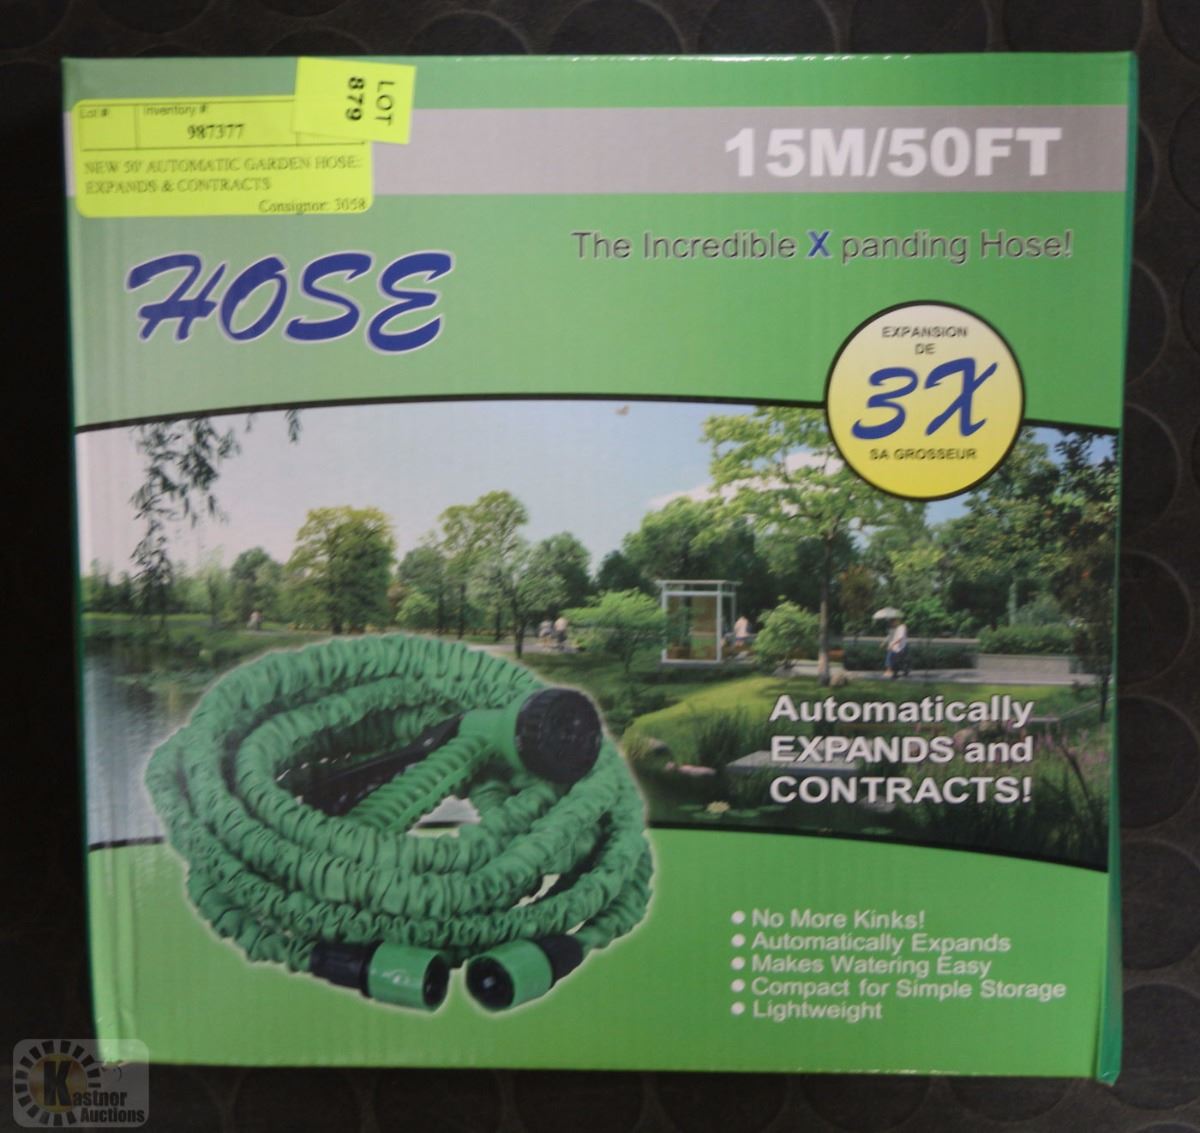 Lot #:
Inventory #:
987377
NEW 50' AUTOMATIC GARDEN HOSE:
EXPANDS & CONTRACTS
Consignor: 3058
LOT
879
15M/50FT
The Incredible X panding Hose!
HOSE
EXPANSION
DE
3X
SA GROSSEUR
Automatically
EXPANDS and
CONTRACTS!
• No More Kinks!
• Automatically Expands
• Makes Watering Easy
• Compact for Simple Storage
• Lightweight
Kastner
Auctions